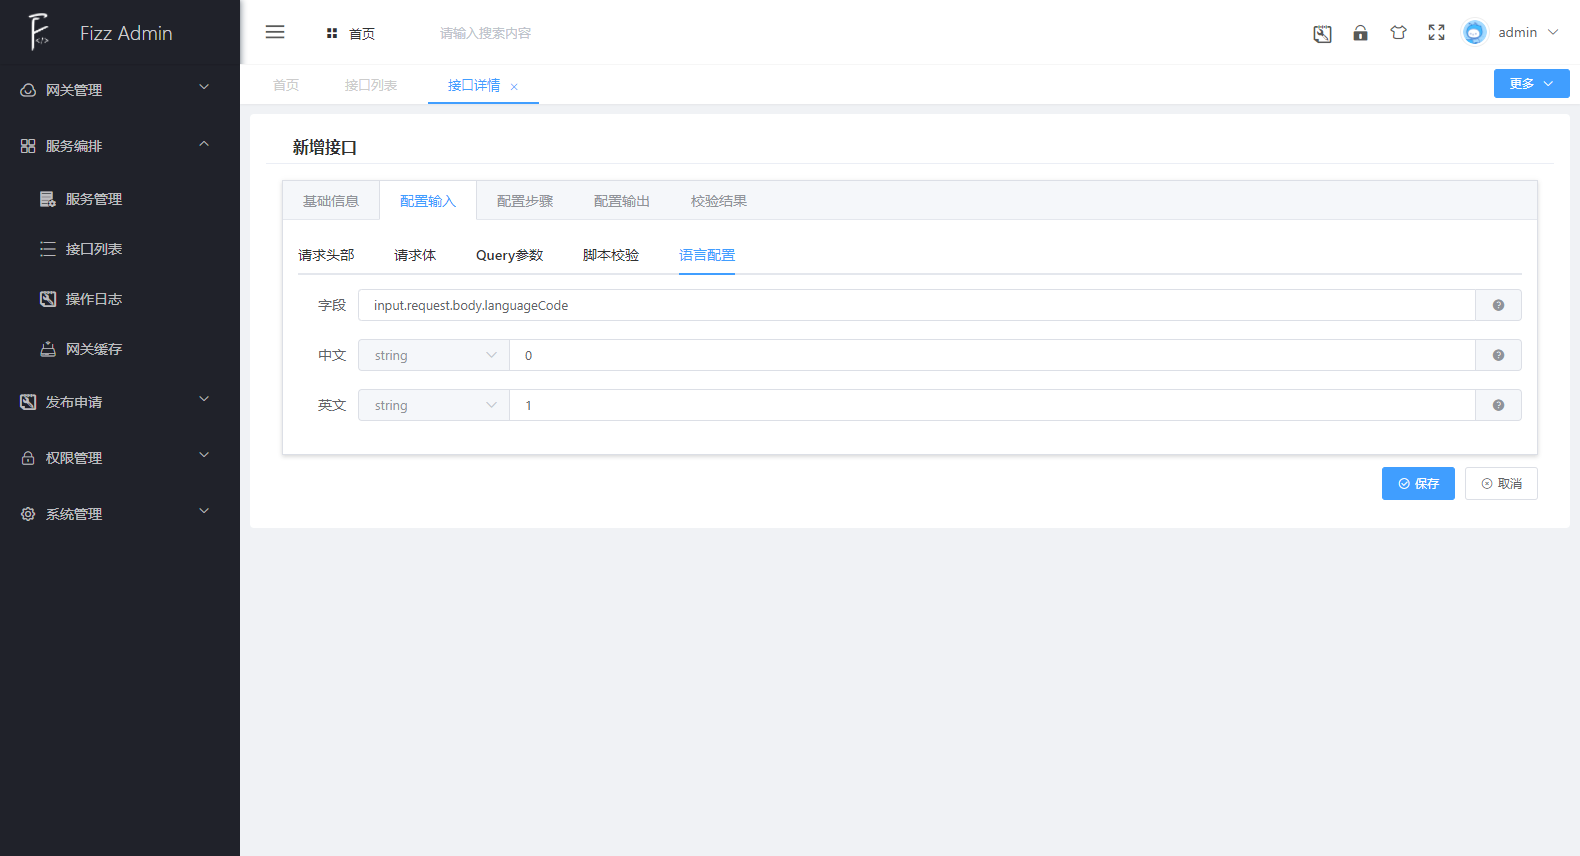 Fizz Admin
首页
请输入搜索内容
admin
首页
接口列表
接口详情
更多
网关管理
服务编排
服务管理
接口列表
操作日志
网关缓存
发布申请
权限管理
系统管理
新增接口
基础信息
配置输入
配置步骤
配置输出
校验结果
请求头部
请求体
Query参数
脚本校验
语言配置
字段
input.request.body.languageCode
中文
string
0
英文
string
1
保存
取消